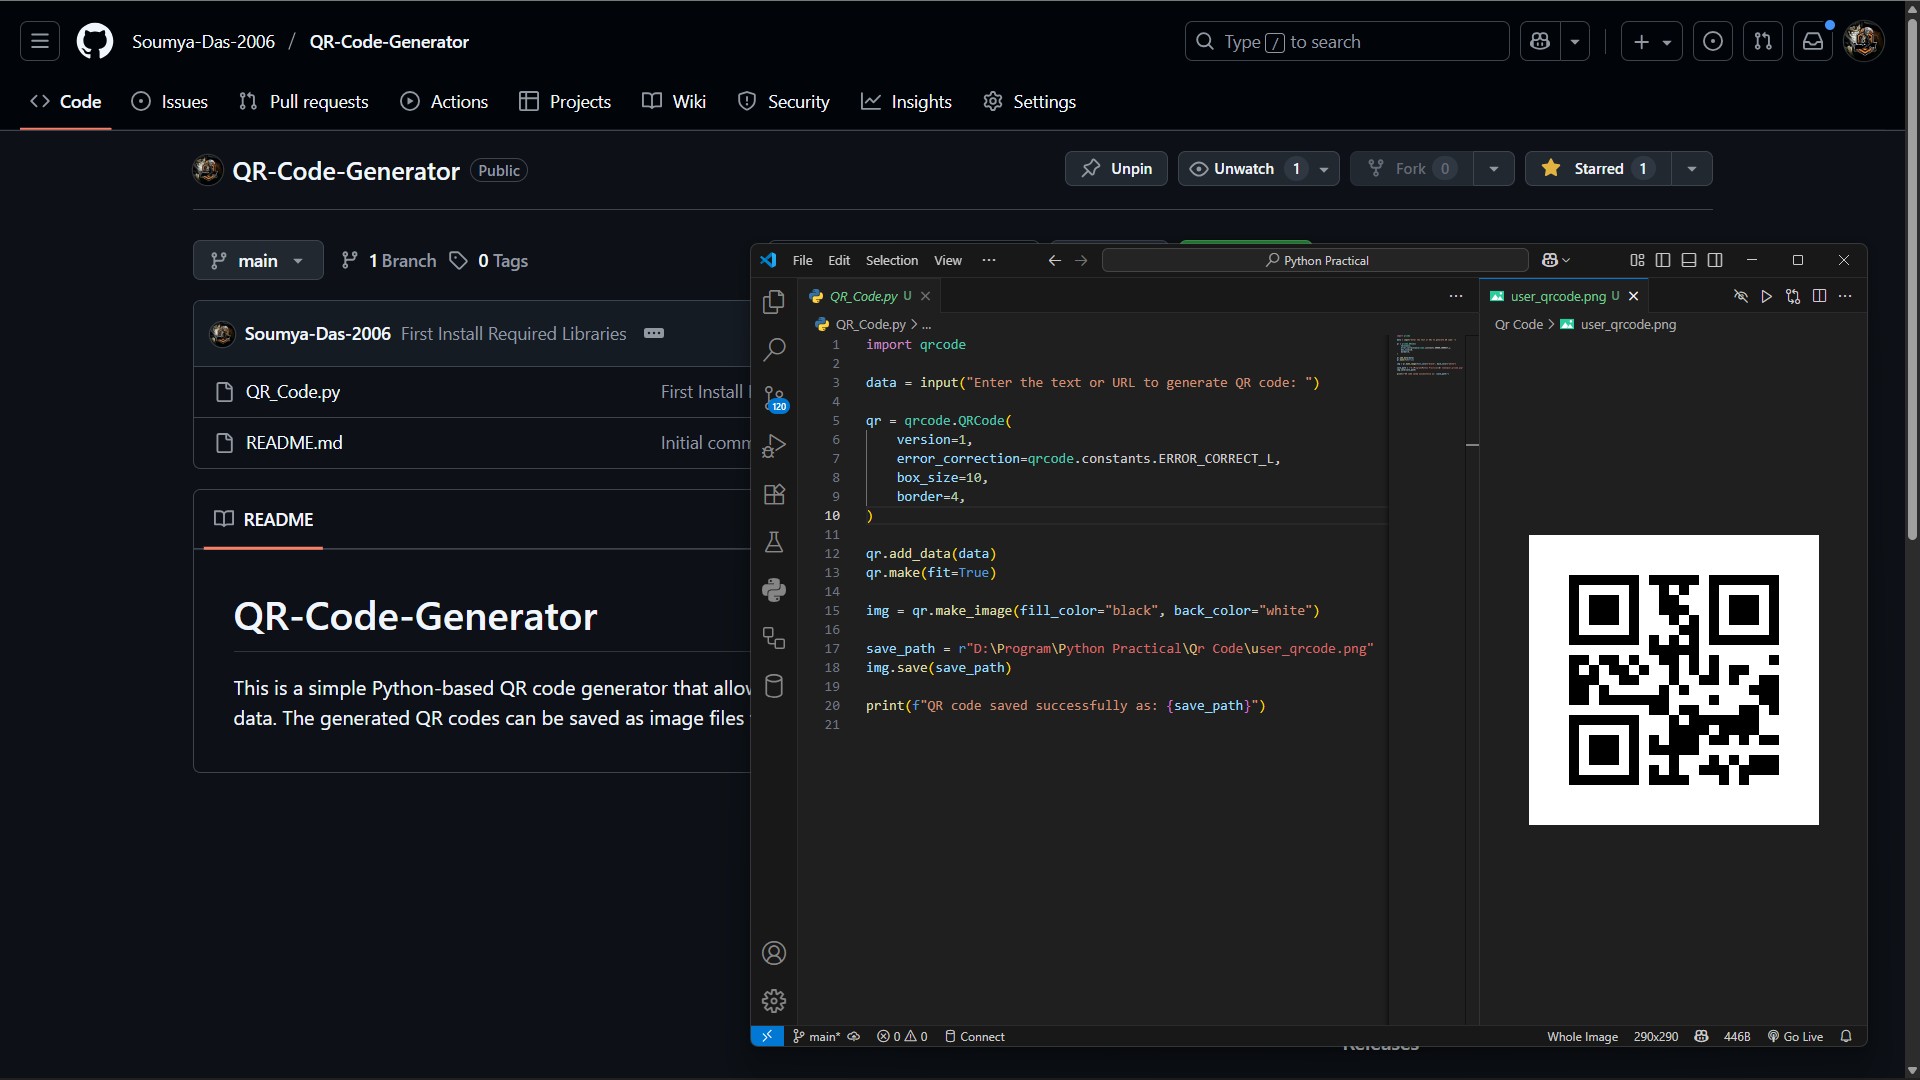 Soumya-Das-2006 / QR-Code-Generator
Type / to search
Code Issues Pull requests Actions Projects Wiki Security Insights Settings
QR-Code-Generator Public
Unpin Unwatch 1 Fork 0 Starred 1
main 1 Branch 0 Tags
Soumya-Das-2006 First Install Required Libraries
QR_Code.py First Install
README.md Initial
README
QR-Code-Generator
This is a simple Python-based QR code generator that
data. The generated QR codes can be saved as image files
File Edit Selection View Python Practical
QR_Code.py U
QR_Code.py > ...
1 import qrcode
2
3 data = input("Enter the text or URL to generate QR code: ")
4
5 qr = qrcode.QRCode(
6 version=1,
7 error_correction=qrcode.constants.ERROR_CORRECT_L,
8 box_size=10,
9 border=4,
10 )
11
12 qr.add_data(data)
13 qr.make(fit=True)
14
15 img = qr.make_image(fill_color="black", back_color="white")
16
17 save_path = r"D:\Program\Python Practical\Qr Code\user_qrcode.png"
18 img.save(save_path)
19
20 print(f"QR code saved successfully as: {save_path}")
21
120
user_qrcode.png U
Qr Code > user_qrcode.png
main* 0 0 Connect
Whole Image 290x290 446B Go Live